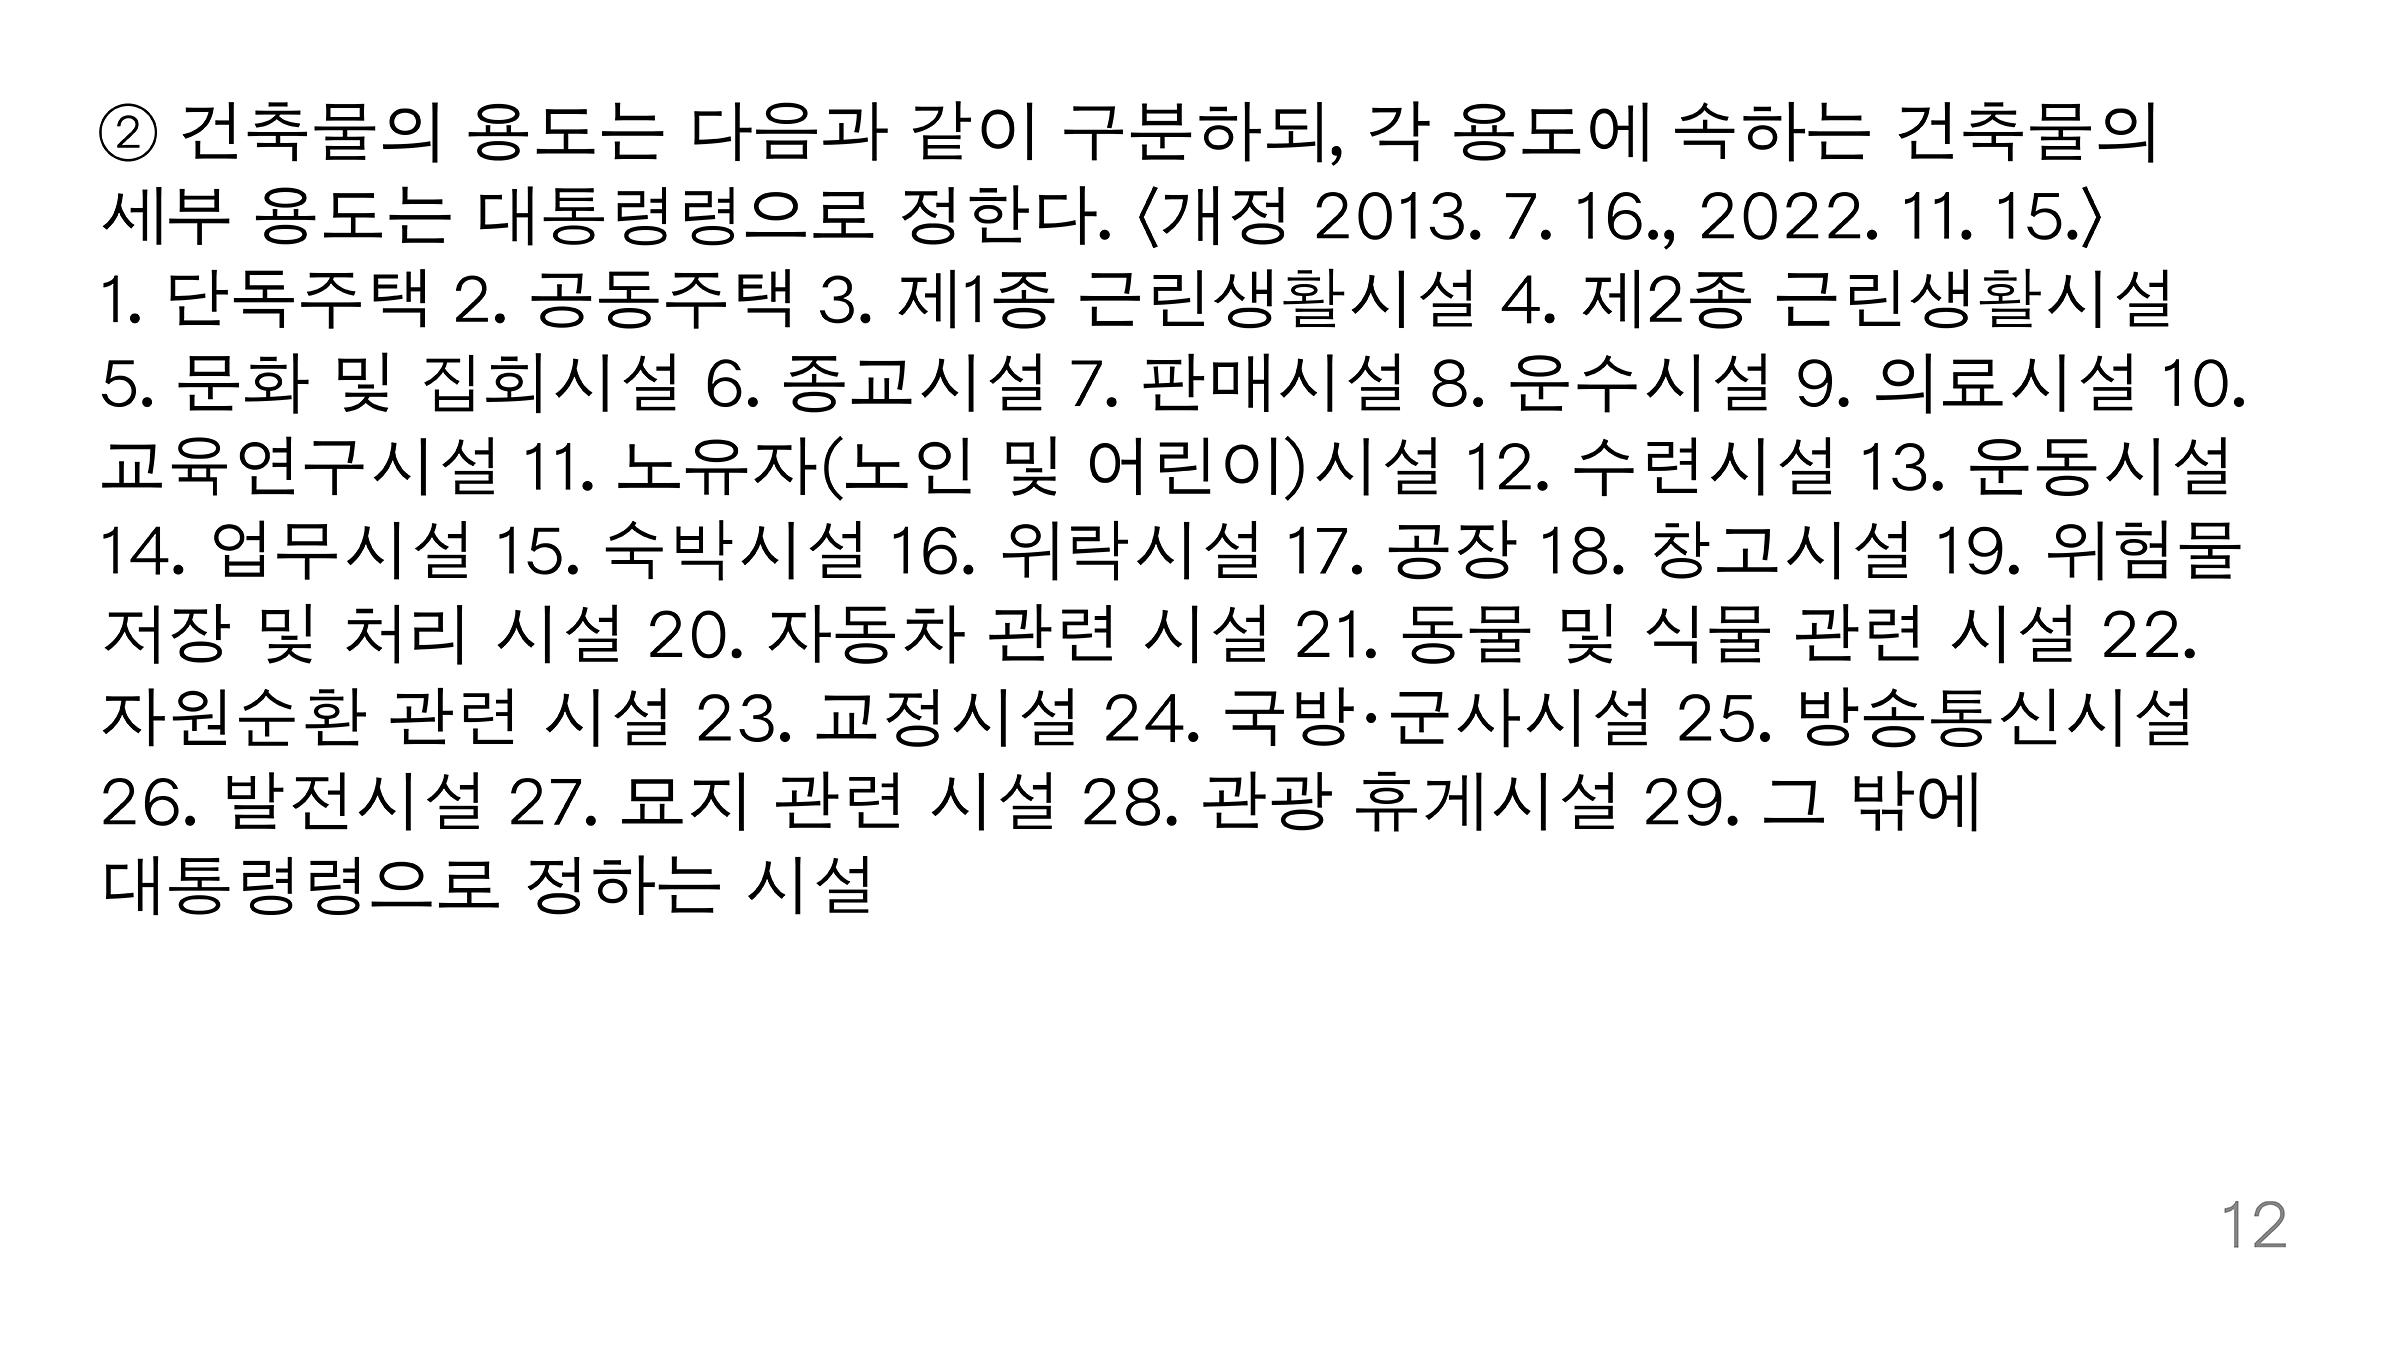 ② 건축물의 용도는 다음과 같이 구분하되, 각 용도에 속하는 건축물의
세부 용도는 대통령령으로 정한다. 〈개정 2013. 7. 16., 2022. 11. 15.〉
1. 단독주택 2. 공동주택 3. 제1종 근린생활시설 4. 제2종 근린생활시설
5. 문화 및 집회시설 6. 종교시설 7. 판매시설 8. 운수시설 9. 의료시설 10.
교육연구시설 11. 노유자(노인 및 어린이)시설 12. 수련시설 13. 운동시설
14. 업무시설 15. 숙박시설 16. 위락시설 17. 공장 18. 창고시설 19. 위험물
저장 및 처리 시설 20. 자동차 관련 시설 21. 동물 및 식물 관련 시설 22.
자원순환 관련 시설 23. 교정시설 24. 국방·군사시설 25. 방송통신시설
26. 발전시설 27. 묘지 관련 시설 28. 관광 휴게시설 29. 그 밖에
대통령령으로 정하는 시설
12